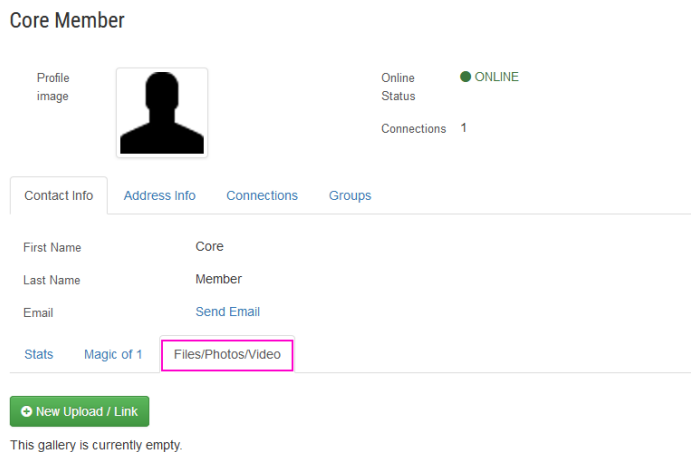 Core Member
Profile image
Online Status
ONLINE
Connections 1
Contact Info Address Info Connections Groups
First Name Core
Last Name Member
Email Send Email
Stats Magic of 1 Files/Photos/Video
New Upload / Link
This gallery is currently empty.